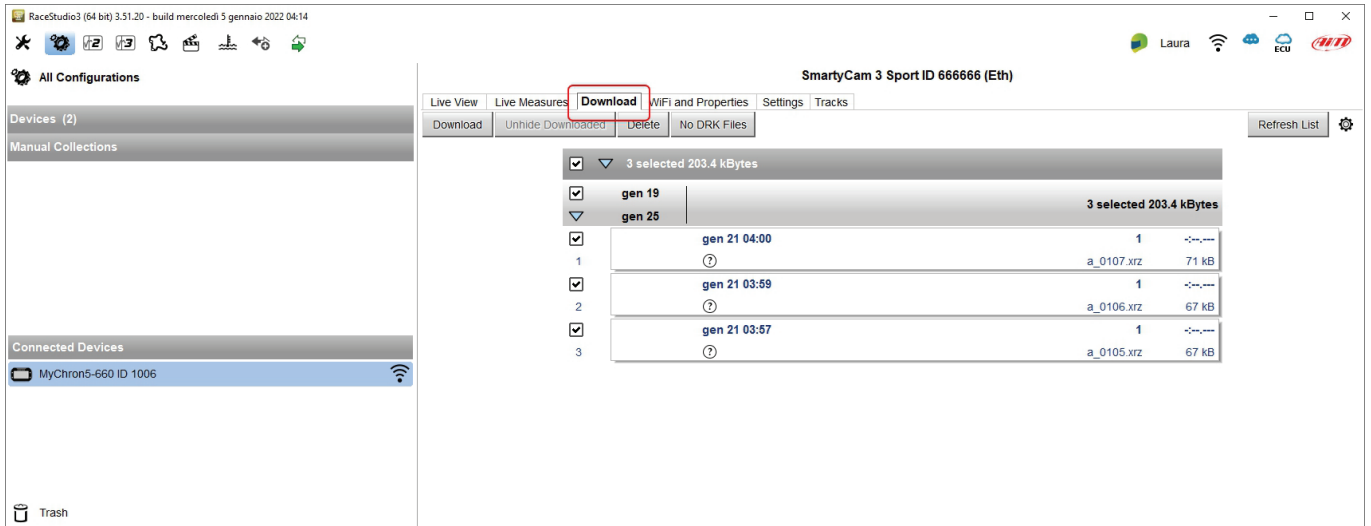 RaceStudio3 (64 bit) 3.51.20 - build mercoledì 5 gennaio 2022 04:14
Laura
ECU
AiM
All Configurations
SmartyCam 3 Sport ID 666666 (Eth)
Live View Live Measures Download WiFi and Properties Settings Tracks
Devices (2)
Download Unhide Downloaded Delete No DRK Files Refresh List
Manual Collections
3 selected 203.4 kBytes
gen 19
3 selected 203.4 kBytes
gen 25
gen 21 04:00 1 -:--.---
1 ? a_0107.xrz 71 kB
gen 21 03:59 1 -:--.---
2 ? a_0106.xrz 67 kB
gen 21 03:57 1 -:--.---
3 ? a_0105.xrz 67 kB
Connected Devices
MyChron5-660 ID 1006
Trash